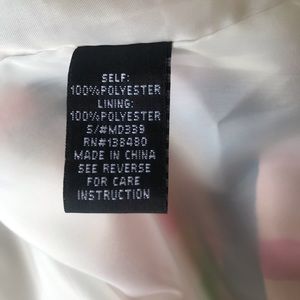 SELF:
100%POLYESTER
LINING:
100%POLYESTER
S/#MD339
RN#138480
MADE IN CHINA
SEE REVERSE
FOR CARE
INSTRUCTION